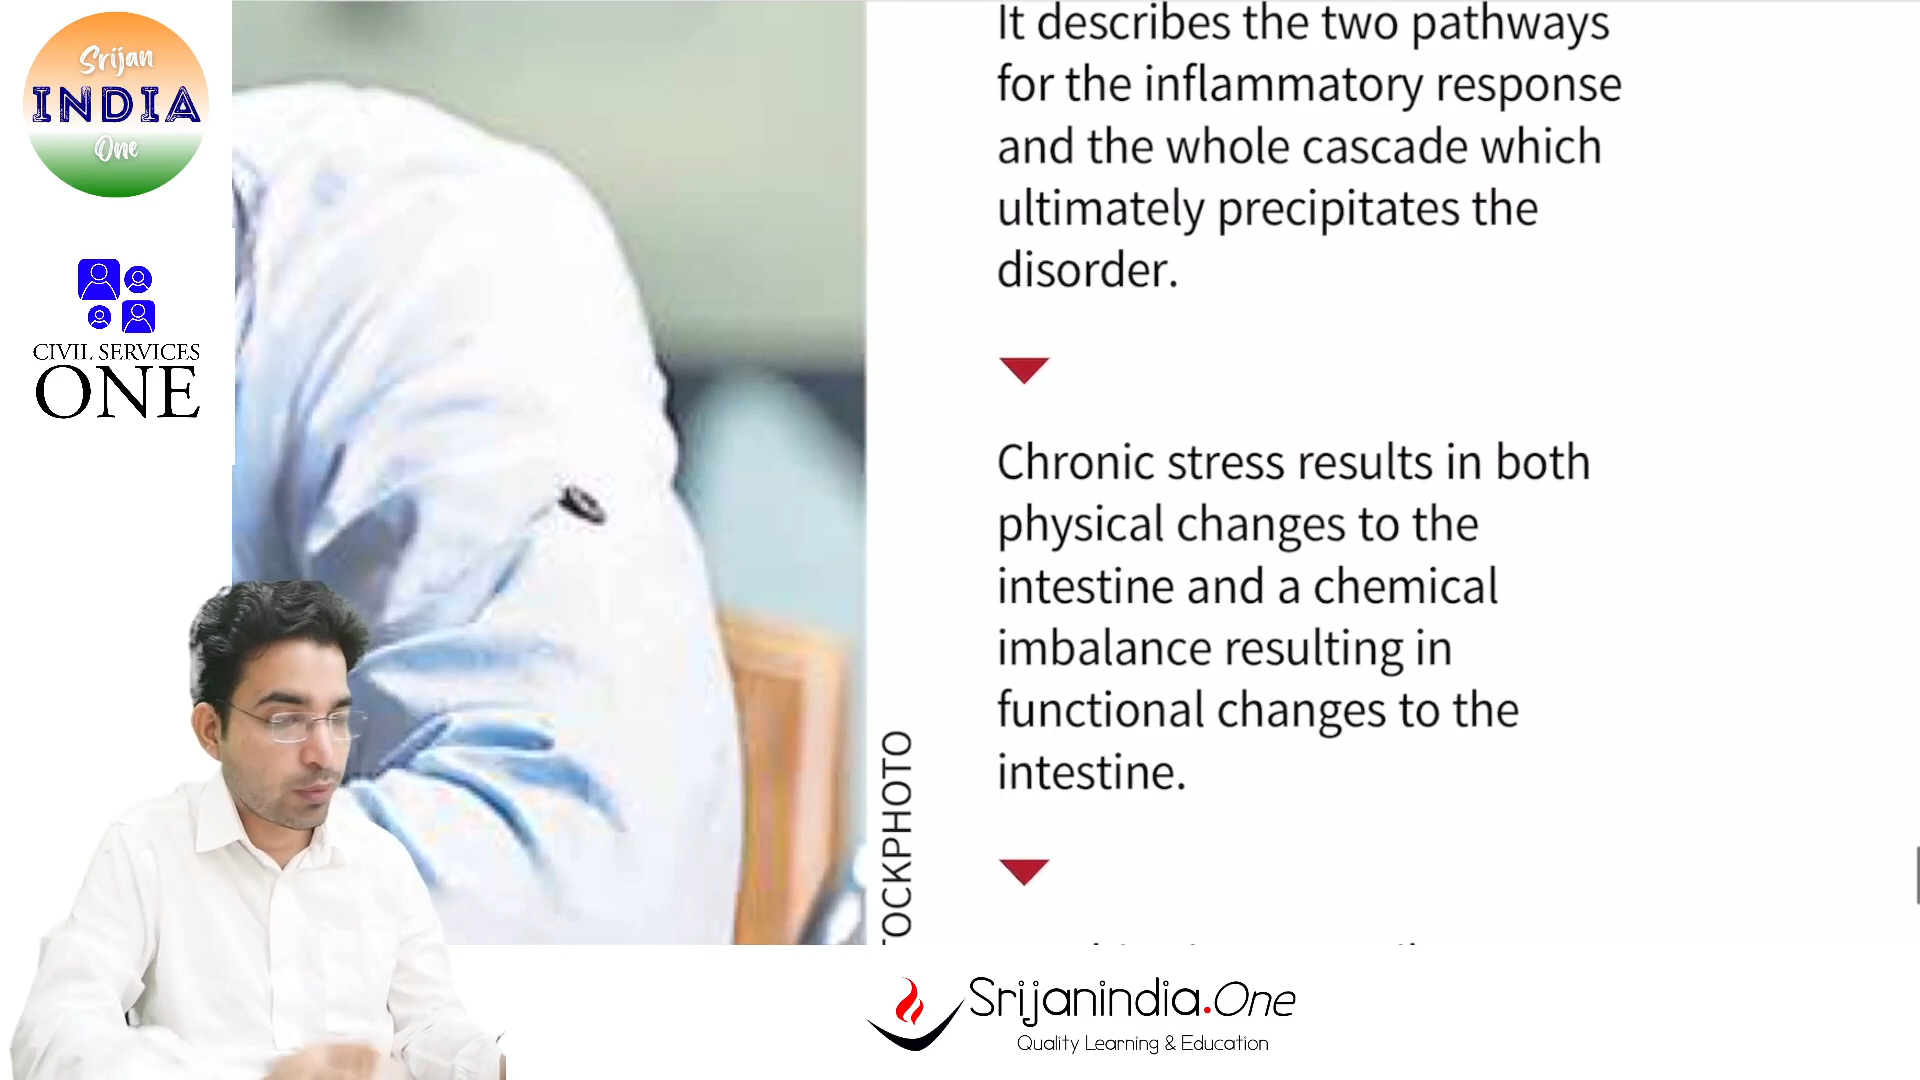 Srijan
INDIA
One
CIVIL SERVICES
ONE
It describes the two pathways
for the inflammatory response
and the whole cascade which
ultimately precipitates the
disorder.
Chronic stress results in both
physical changes to the
intestine and a chemical
imbalance resulting in
functional changes to the
intestine.
TOCKPHOTO
Srijanindia.One
Quality Learning & Education